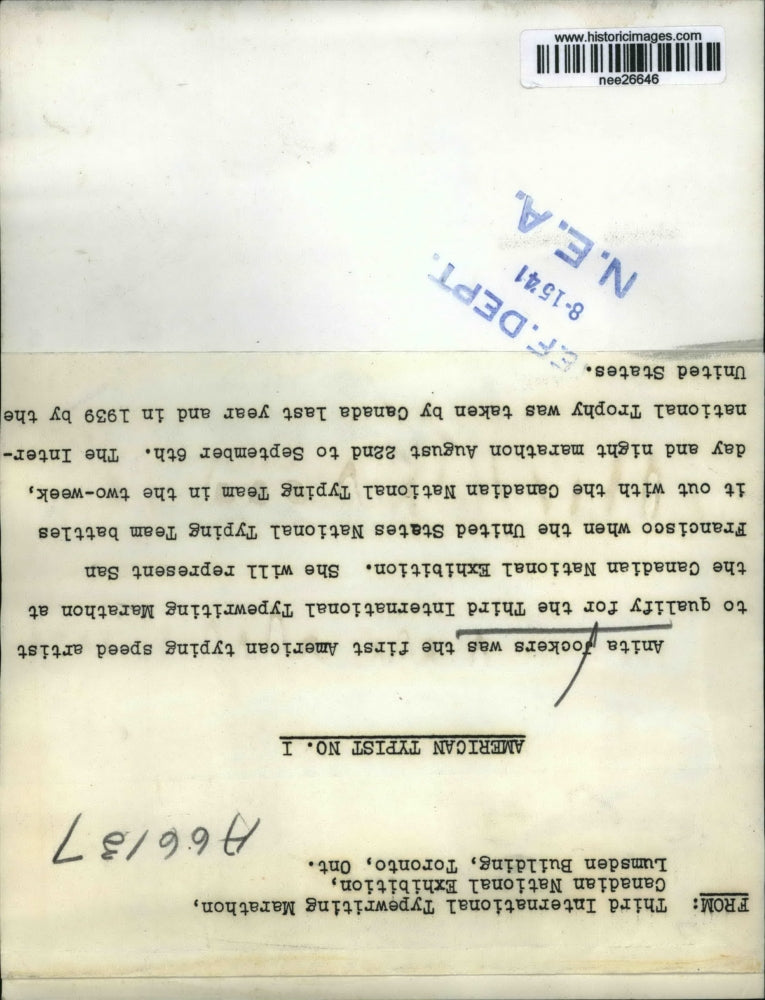 www.historicimages.com
nee26646
FROM: Third International Typewriting Marathon,
Canadian National Exhibition,
Lumsden Building, Toronto, Ont.
A66137
AMERICAN TYPIST NO. I
Anita Jockers was the first American typing speed artist
to qualify for the Third International Typewriting Marathon at
the Canadian National Exhibition. She will represent San
Francisco when the United States National Typing Team battles
it out with the Canadian National Typing Team in the two-week,
day and night marathon August 22nd to September 6th. The Inter-
national Trophy was taken by Canada last year and in 1939 by the
United States.
E.F. DEPT.
8-15-41
N.E.A.